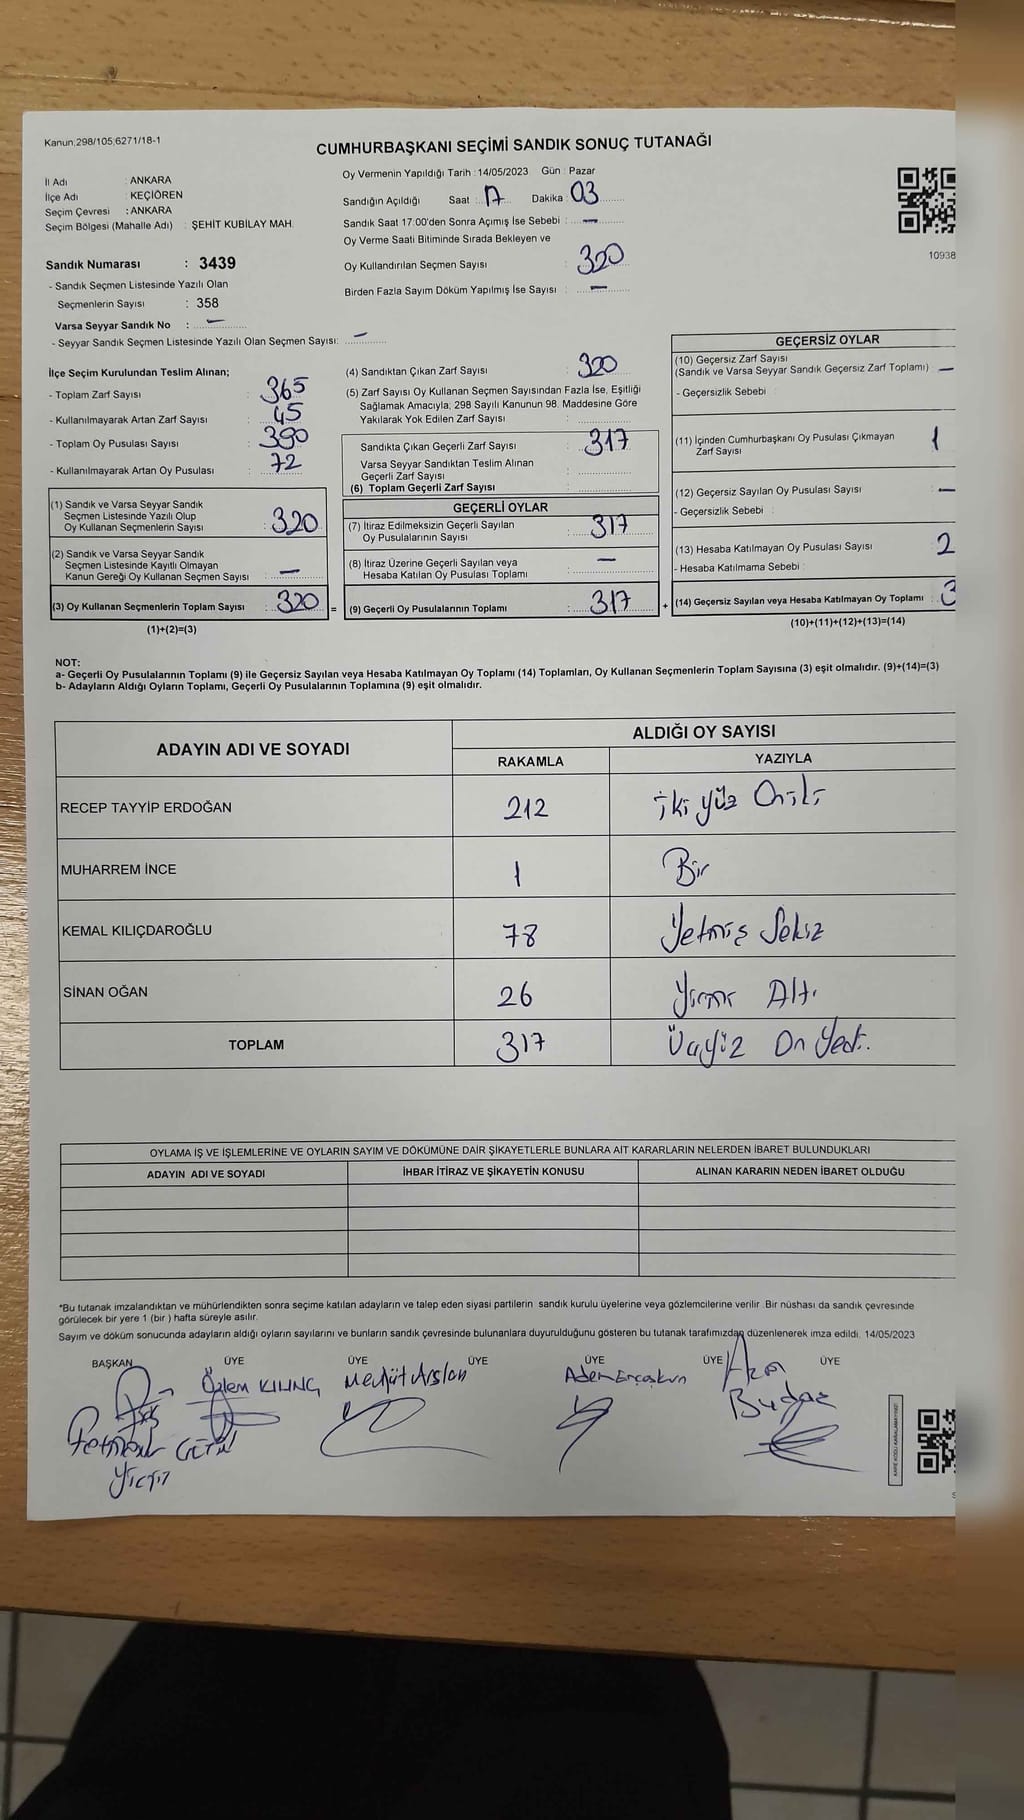 Kanun;298/105;6271/18-1
CUMHURBAŞKANI SEÇİMİ SANDIK SONUÇ TUTANAĞI
İl Adı : ANKARA
İlçe Adı : KEÇİÖREN
Seçim Çevresi : ANKARA
Seçim Bölgesi (Mahalle Adı) : ŞEHİT KUBİLAY MAH.
Sandık Numarası : 3439
- Sandık Seçmen Listesinde Yazılı Olan
Seçmenlerin Sayısı : 358
Varsa Seyyar Sandık No : —
- Seyyar Sandık Seçmen Listesinde Yazılı Olan Seçmen Sayısı: —
Oy Vermenin Yapıldığı Tarih : 14/05/2023 Gün : Pazar
Sandığın Açıldığı Saat : 17 Dakika : 03
Sandık Saat 17.00'den Sonra Açımış İse Sebebi : —
Oy Verme Saati Bitiminde Sırada Bekleyen ve
Oy Kullandırılan Seçmen Sayısı : 320
Birden Fazla Sayım Döküm Yapılmış İse Sayısı : —
10938
İlçe Seçim Kurulundan Teslim Alınan;
- Toplam Zarf Sayısı : 365
- Kullanılmayarak Artan Zarf Sayısı : 45
- Toplam Oy Pusulası Sayısı : 390
- Kullanılmayarak Artan Oy Pusulası : 72
(1) Sandık ve Varsa Seyyar Sandık
Seçmen Listesinde Yazılı Olup
Oy Kullanan Seçmenlerin Sayısı : 320
(2) Sandık ve Varsa Seyyar Sandık
Seçmen Listesinde Kayıtlı Olmayan
Kanun Gereği Oy Kullanan Seçmen Sayısı : —
(3) Oy Kullanan Seçmenlerin Toplam Sayısı : 320 =
(1)+(2)=(3)
(4) Sandıktan Çıkan Zarf Sayısı : 320
(5) Zarf Sayısı Oy Kullanan Seçmen Sayısından Fazla İse, Eşitliği
Sağlamak Amacıyla, 298 Sayılı Kanunun 98. Maddesine Göre
Yakılarak Yok Edilen Zarf Sayısı :
Sandıkta Çıkan Geçerli Zarf Sayısı : 317
Varsa Seyyar Sandıktan Teslim Alınan
Geçerli Zarf Sayısı :
(6) Toplam Geçerli Zarf Sayısı :
GEÇERLİ OYLAR
(7) İtiraz Edilmeksizin Geçerli Sayılan
Oy Pusulalarının Sayısı : 317
(8) İtiraz Üzerine Geçerli Sayılan veya
Hesaba Katılan Oy Pusulası Toplamı : —
(9) Geçerli Oy Pusulalarının Toplamı : 317 +
GEÇERSİZ OYLAR
(10) Geçersiz Zarf Sayısı
(Sandık ve Varsa Seyyar Sandık Geçersiz Zarf Toplamı) —
- Geçersizlik Sebebi :
(11) İçinden Cumhurbaşkanı Oy Pusulası Çıkmayan
Zarf Sayısı 1
(12) Geçersiz Sayılan Oy Pusulası Sayısı —
- Geçersizlik Sebebi :
(13) Hesaba Katılmayan Oy Pusulası Sayısı 2
- Hesaba Katılmama Sebebi :
(14) Geçersiz Sayılan veya Hesaba Katılmayan Oy Toplamı : 3
(10)+(11)+(12)+(13)=(14)
NOT:
a- Geçerli Oy Pusulalarının Toplamı (9) ile Geçersiz Sayılan veya Hesaba Katılmayan Oy Toplamı (14) Toplamları, Oy Kullanan Seçmenlerin Toplam Sayısına (3) eşit olmalıdır. (9)+(14)=(3)
b- Adayların Aldığı Oyların Toplamı, Geçerli Oy Pusulalarının Toplamına (9) eşit olmalıdır.
ADAYIN ADI VE SOYADI ALDIĞI OY SAYISI
RAKAMLA YAZIYLA
RECEP TAYYİP ERDOĞAN 212 iki yüz Oniki
MUHARREM İNCE 1 Bir
KEMAL KILIÇDAROĞLU 78 Yetmiş Sekiz
SİNAN OĞAN 26 Yirmi Altı
TOPLAM 317 Üçyüz On Yedi
OYLAMA İŞ VE İŞLEMLERİNE VE OYLARIN SAYIM VE DÖKÜMÜNE DAİR ŞİKAYETLERLE BUNLARA AİT KARARLARIN NELERDEN İBARET BULUNDUKLARI
ADAYIN ADI VE SOYADI İHBAR İTİRAZ VE ŞİKAYETİN KONUSU ALINAN KARARIN NEDEN İBARET OLDUĞU
*Bu tutanak imzalandıktan ve mühürlendikten sonra seçime katılan adayların ve talep eden siyasi partilerin sandık kurulu üyelerine veya gözlemcilerine verilir. Bir nüshası da sandık çevresinde
görülecek bir yere 1 (bir ) hafta süreyle asılır.
Sayım ve döküm sonucunda adayların aldığı oyların sayılarını ve bunların sandık çevresinde bulunanlara duyurulduğunu gösteren bu tutanak tarafımızdan düzenlenerek imza edildi. 14/05/2023
BAŞKAN ÜYE ÜYE ÜYE ÜYE ÜYE ÜYE
Özlem KILINÇ Mevlüt Arslan